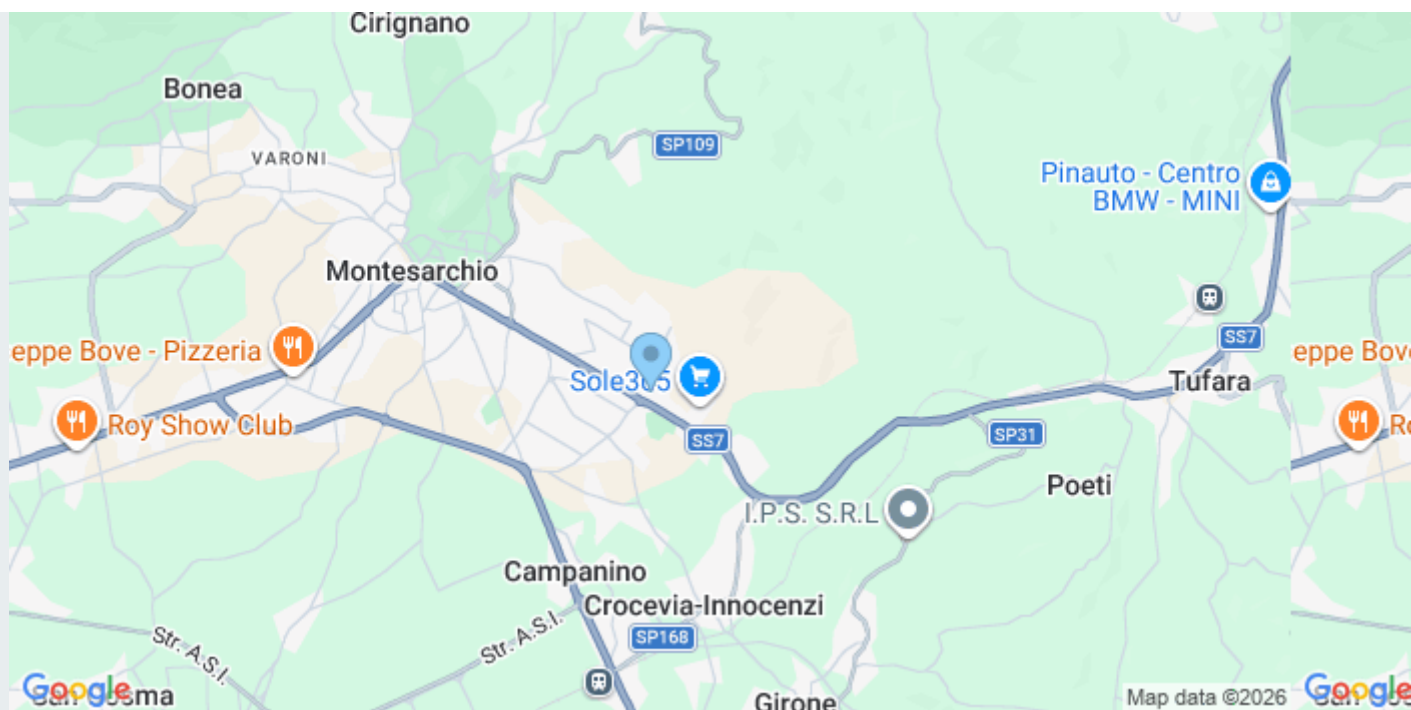 Cirignano
Bonea
VARONI
SP109
Pinauto - Centro
BMW - MINI
Montesarchio
eppe Bove - Pizzeria
Sole365
SS7
eppe Bove
Tufara
Roy Show Club
SS7
SP31
Ro
Poeti
I.P.S. S.R.L
Campanino
Crocevia-Innocenzi
Str. A.S.I.
Str. A.S.I.
SP168
Google
Girone
Map data ©2026
Google